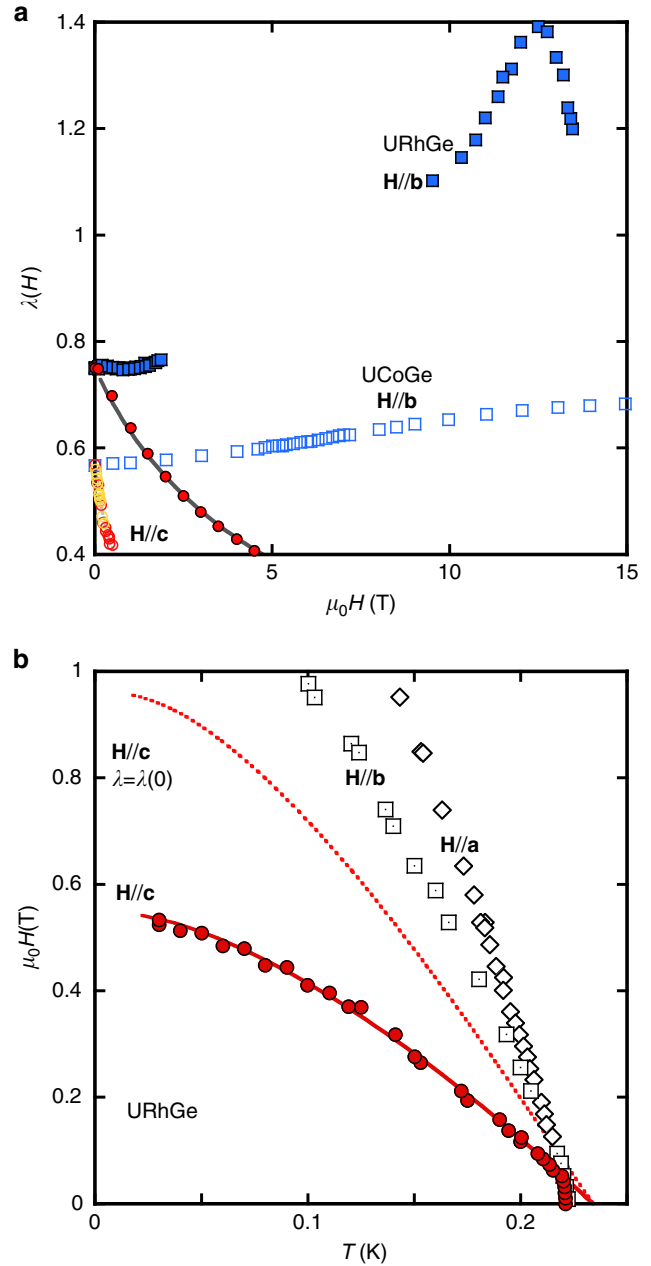 a
1.4
1.2
1
0.8
0.6
0.4
λ(H)
URhGe
H//b
UCoGe
H//b
H//c
0
5
10
15
μ0H (T)
b
1
0.8
0.6
0.4
0.2
0
μ0H(T)
H//c
λ=λ(0)
H//b
H//a
H//c
URhGe
0
0.1
0.2
T (K)